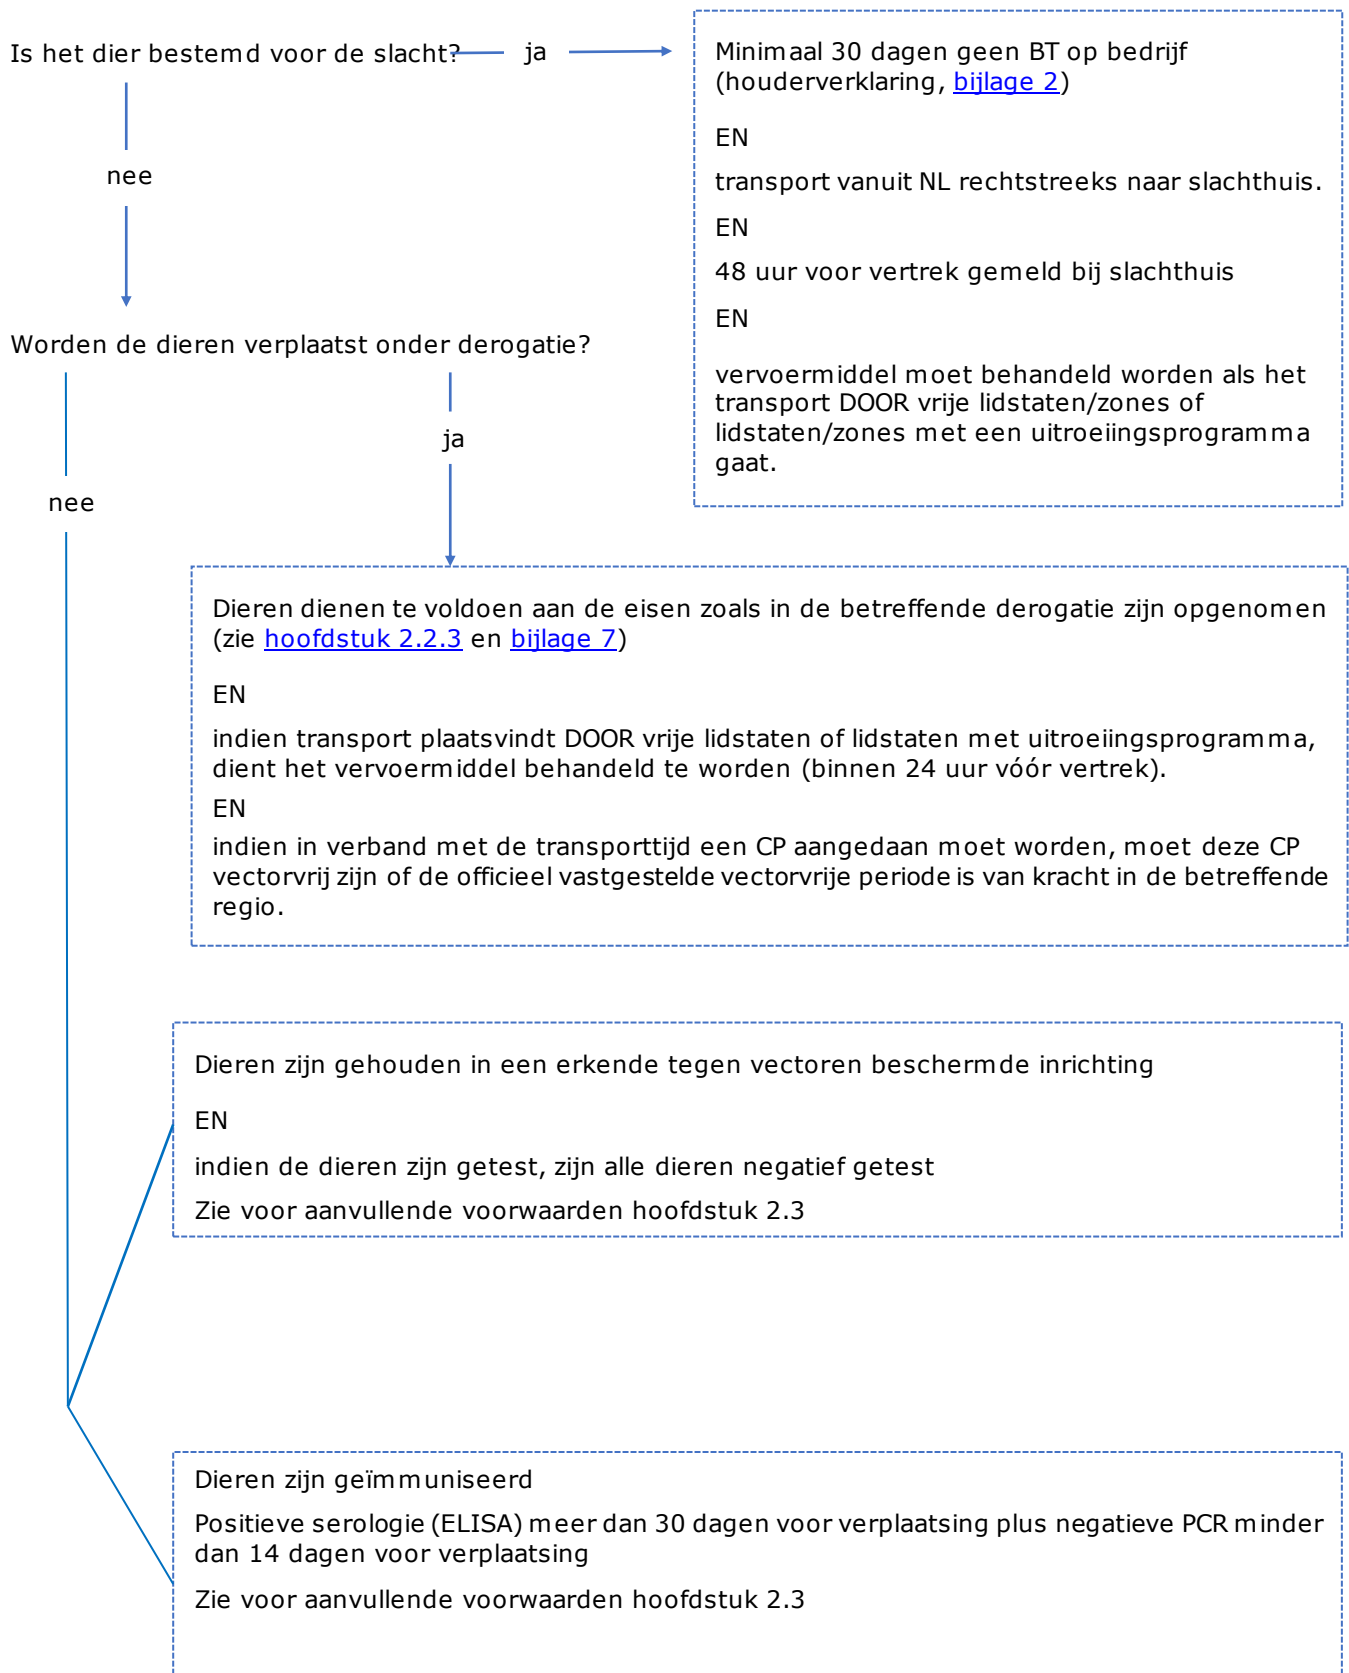 Is het dier bestemd voor de slacht?
ja
Minimaal 30 dagen geen BT op bedrijf
(houderverklaring, bijlage 2)
EN
transport vanuit NL rechtstreeks naar slachthuis.
EN
48 uur voor vertrek gemeld bij slachthuis
EN
vervoermiddel moet behandeld worden als het
transport DOOR vrije lidstaten/zones of
lidstaten/zones met een uitroeiingsprogramma
gaat.
nee
Worden de dieren verplaatst onder derogatie?
ja
nee
Dieren dienen te voldoen aan de eisen zoals in de betreffende derogatie zijn opgenomen
(zie hoofdstuk 2.2.3 en bijlage 7)
EN
indien transport plaatsvindt DOOR vrije lidstaten of lidstaten met uitroeiingsprogramma,
dient het vervoermiddel behandeld te worden (binnen 24 uur vóór vertrek).
EN
indien in verband met de transporttijd een CP aangedaan moet worden, moet deze CP
vectorvrij zijn of de officieel vastgestelde vectorvrije periode is van kracht in de betreffende
regio.
Dieren zijn gehouden in een erkende tegen vectoren beschermde inrichting
EN
indien de dieren zijn getest, zijn alle dieren negatief getest
Zie voor aanvullende voorwaarden hoofdstuk 2.3
Dieren zijn geïmmuniseerd
Positieve serologie (ELISA) meer dan 30 dagen voor verplaatsing plus negatieve PCR minder
dan 14 dagen voor verplaatsing
Zie voor aanvullende voorwaarden hoofdstuk 2.3